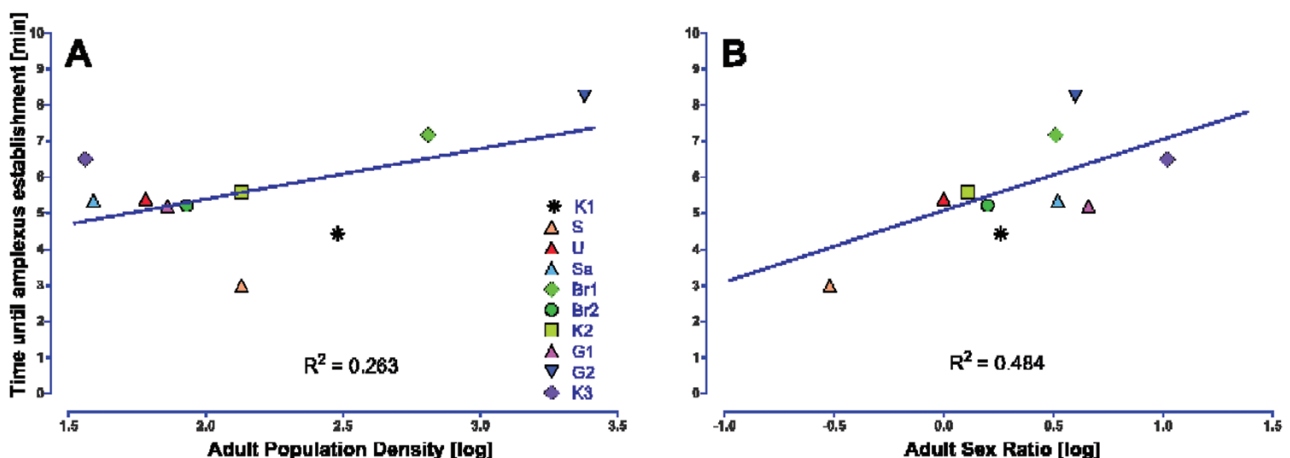 Time until amplexus establishment [min]
A
10
9
8
7
6
5
4
3
2
1
0
K1
S
U
Sa
Br1
Br2
K2
G1
G2
K3
R² = 0.263
1.5 2.0 2.5 3.0 3.5
Adult Population Density [log]
B
10
9
8
7
6
5
4
3
2
1
0
R² = 0.484
-1.0 -0.5 0.0 0.5 1.0 1.5
Adult Sex Ratio [log]